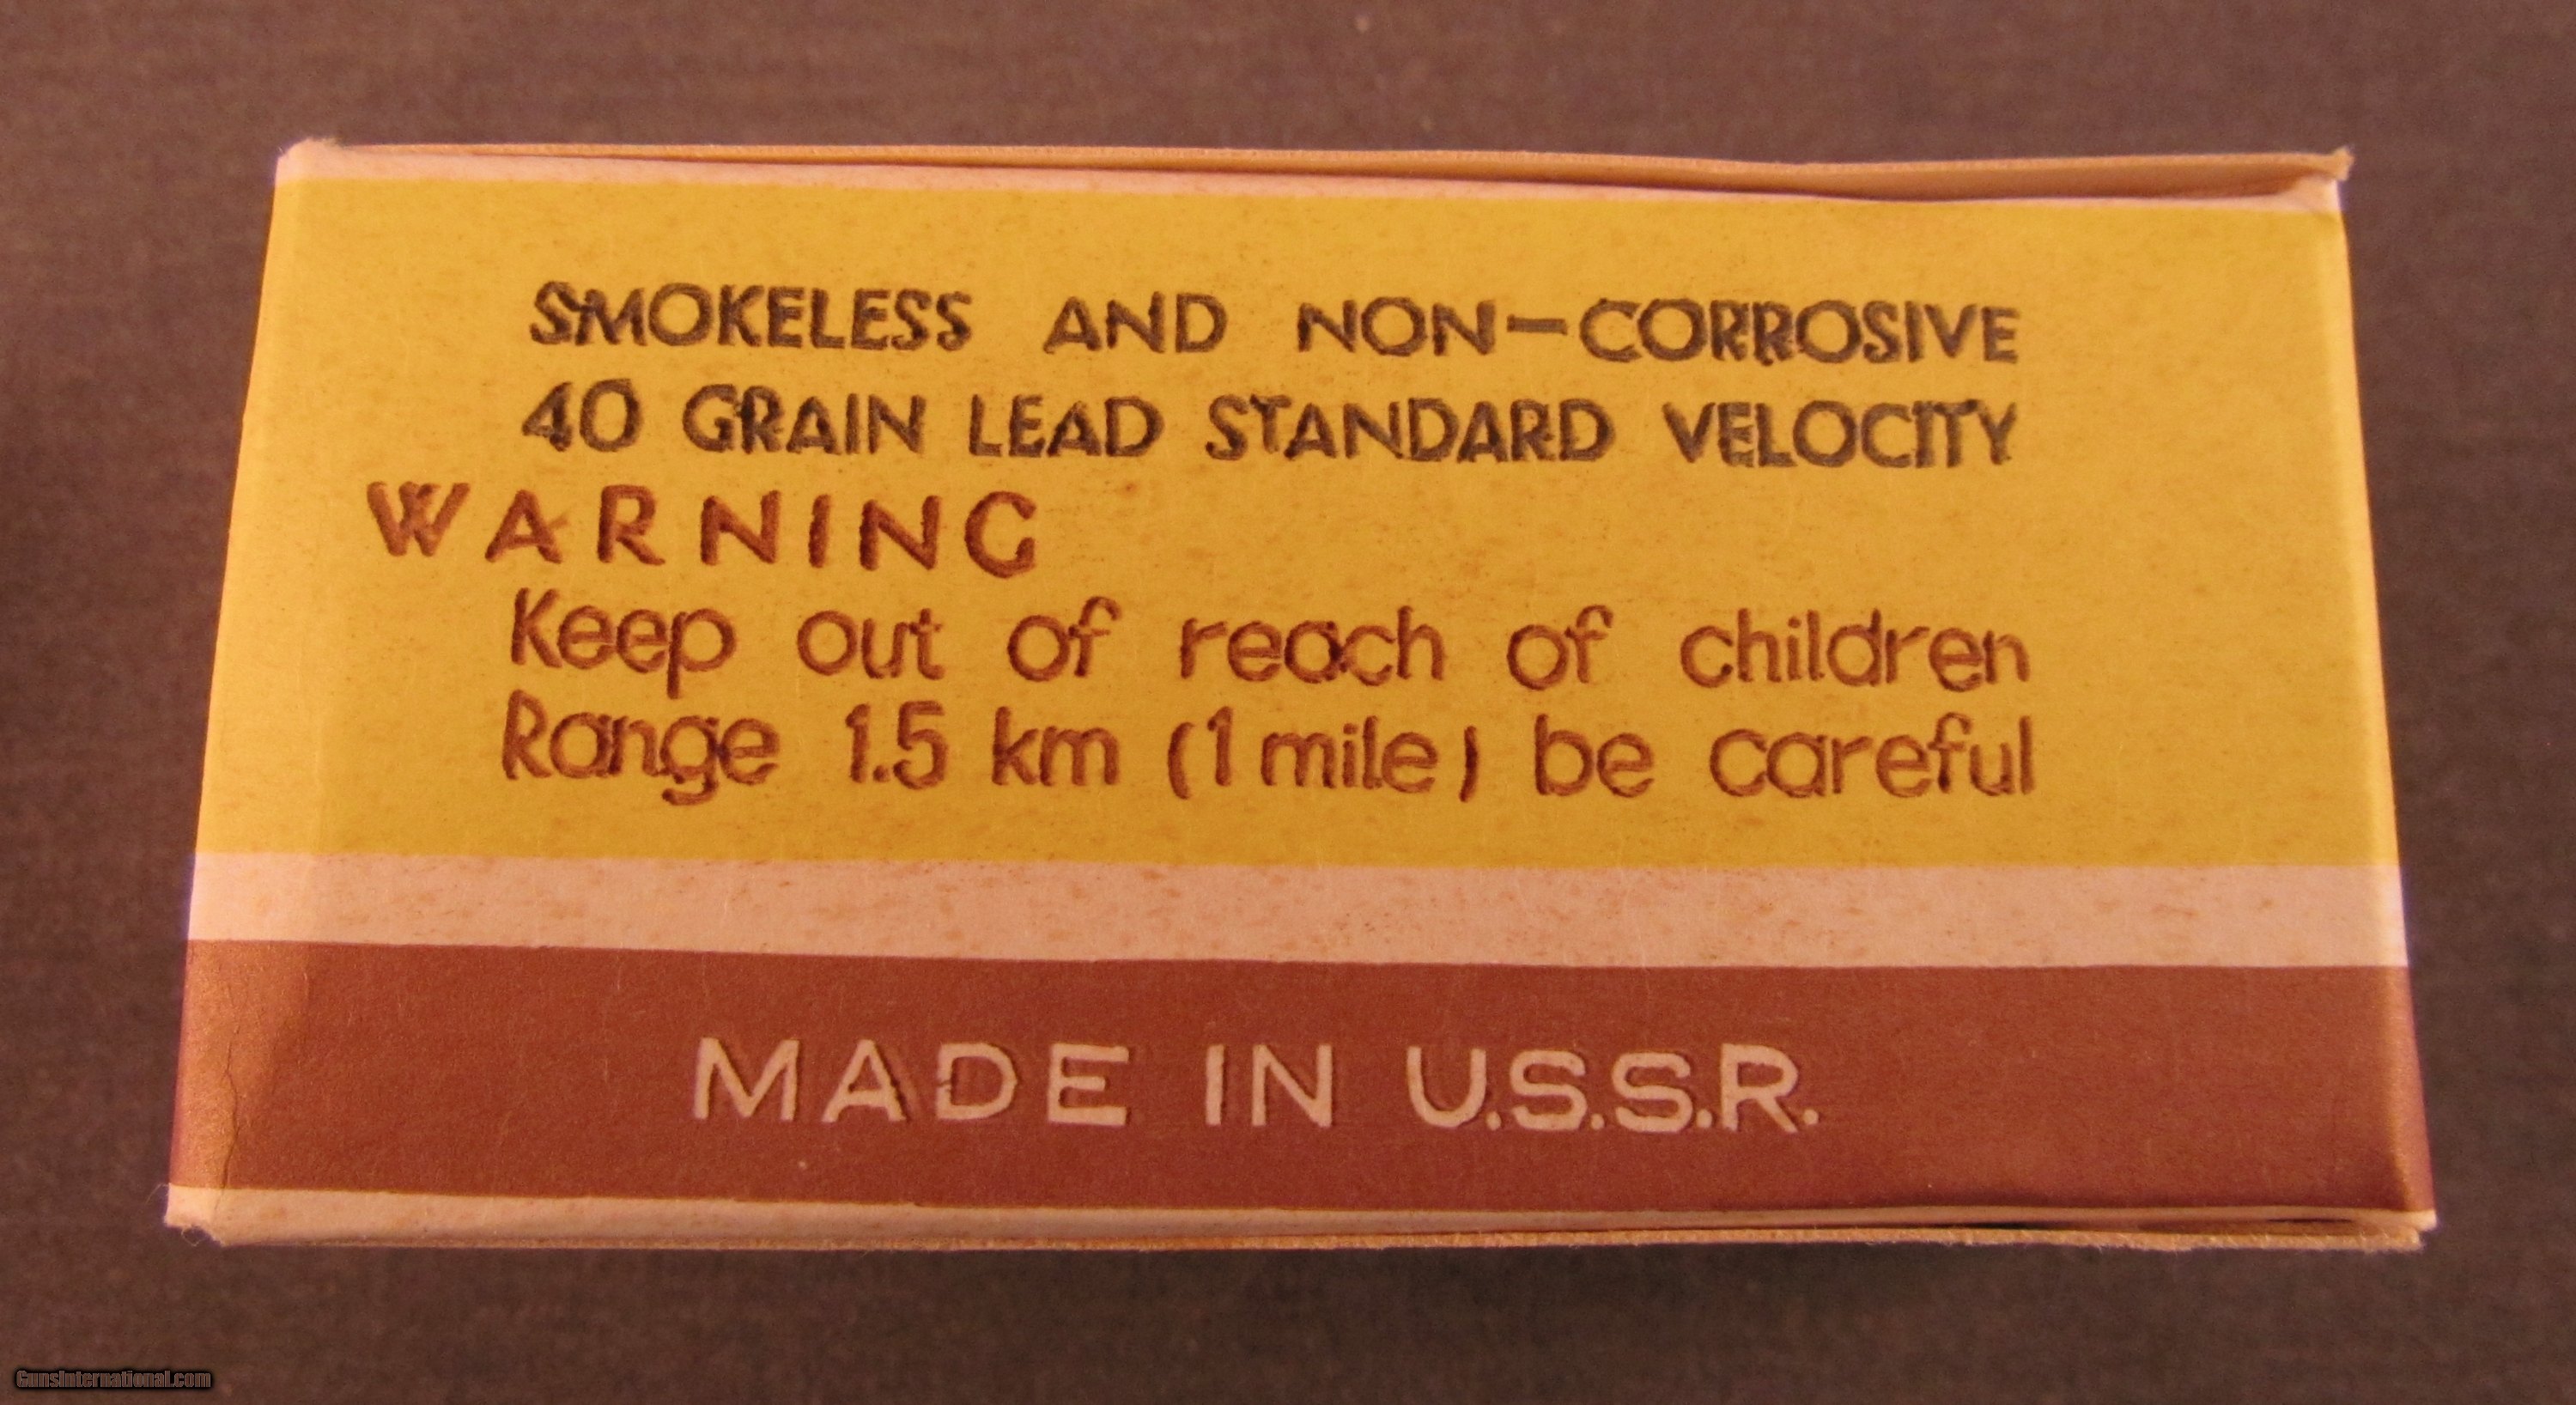 SMOKELESS AND NON-CORROSIVE
40 GRAIN LEAD STANDARD VELOCITY
WARNING
Keep out of reach of children
Range 1.5 km (1 mile) be careful
MADE IN U.S.S.R.
GunsInternational.com